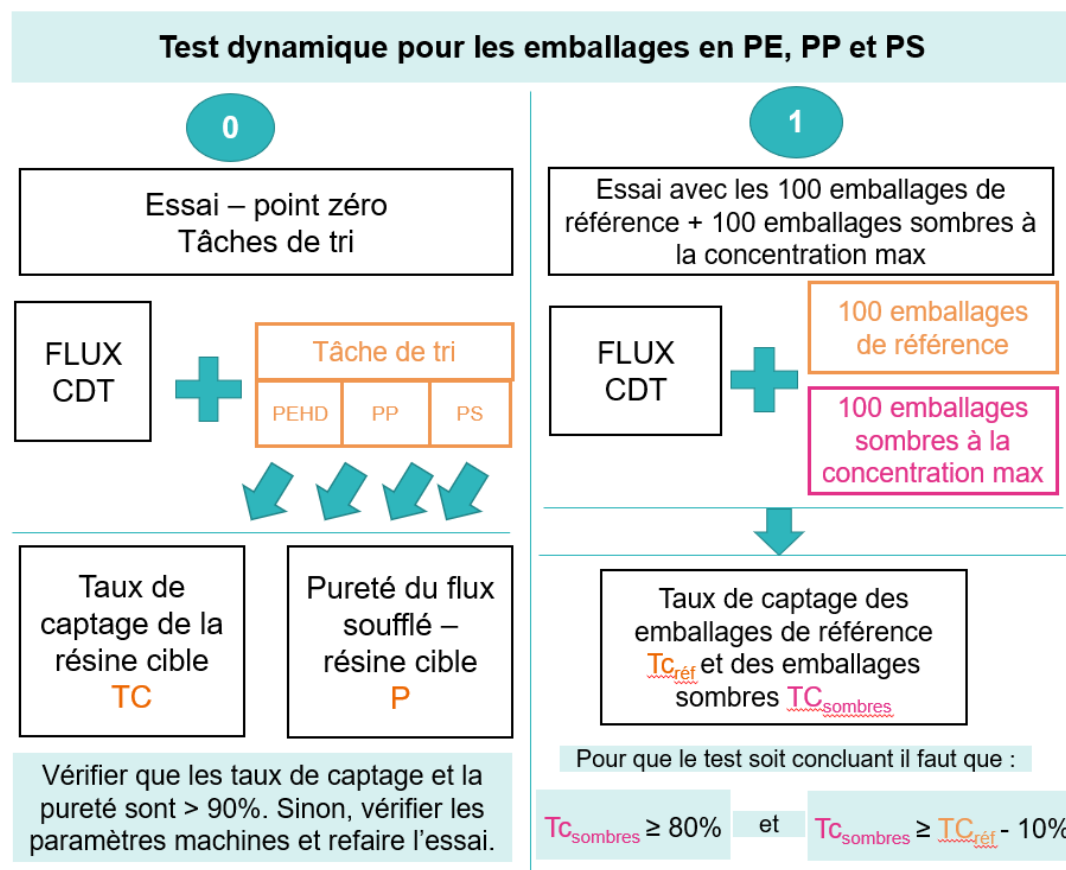 Test dynamique pour les emballages en PE, PP et PS
0
Essai – point zéro
Tâches de tri
FLUX
CDT
Tâche de tri
PEHD
PP
PS
Taux de
captage de la
résine cible
TC
Pureté du flux
soufflé –
résine cible
P
Vérifier que les taux de captage et la
pureté sont > 90%. Sinon, vérifier les
paramètres machines et refaire l’essai.
1
Essai avec les 100 emballages de
référence + 100 emballages sombres à
la concentration max
FLUX
CDT
100 emballages
de référence
100 emballages
sombres à la
concentration max
Taux de captage des
emballages de référence
Tcréf et des emballages
sombres TCsombres
Pour que le test soit concluant il faut que :
Tcsombres ≥ 80%
et
Tcsombres ≥ TCréf - 10%